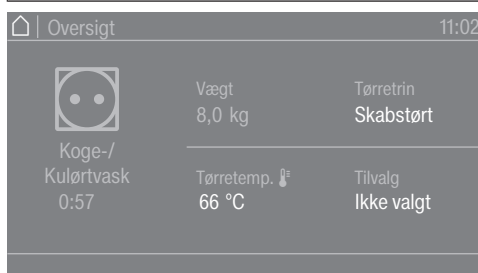 Oversigt 11:02
Koge-/
Kulørtvask
0:57
Vægt
8,0 kg
Tørretrin
Skabstørt
Tørretemp.
66 °C
Tilvalg
Ikke valgt